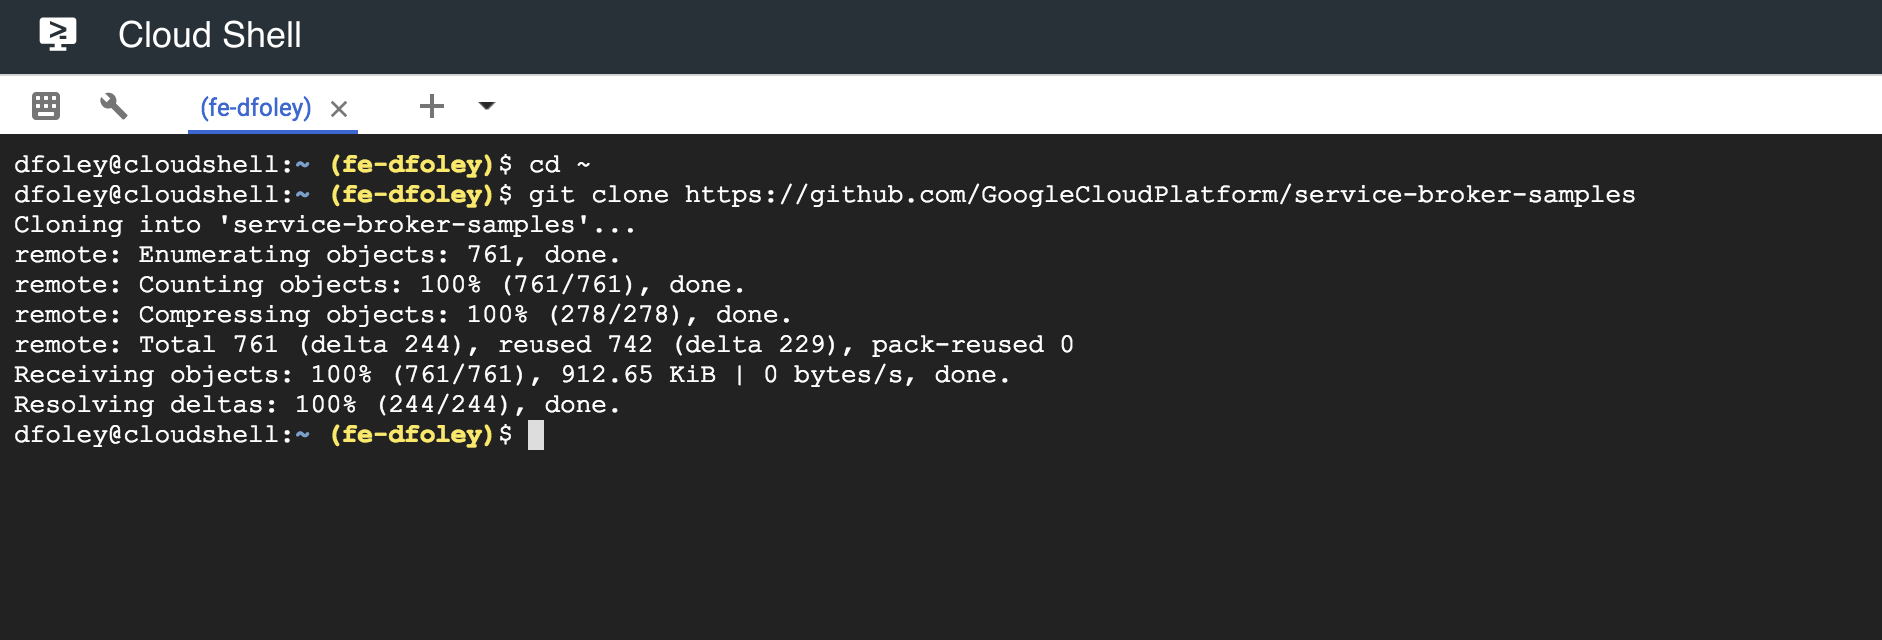 Cloud Shell
(fe-dfoley)
dfoley@cloudshell:~ (fe-dfoley)$ cd ~
dfoley@cloudshell:~ (fe-dfoley)$ git clone https://github.com/GoogleCloudPlatform/service-broker-samples
Cloning into 'service-broker-samples'...
remote: Enumerating objects: 761, done.
remote: Counting objects: 100% (761/761), done.
remote: Compressing objects: 100% (278/278), done.
remote: Total 761 (delta 244), reused 742 (delta 229), pack-reused 0
Receiving objects: 100% (761/761), 912.65 KiB | 0 bytes/s, done.
Resolving deltas: 100% (244/244), done.
dfoley@cloudshell:~ (fe-dfoley)$